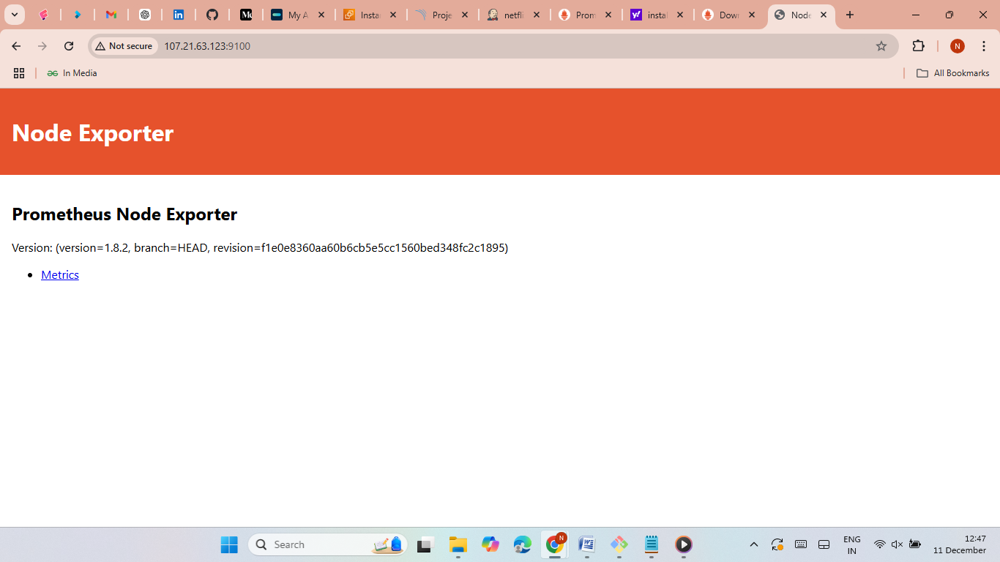 My A
Insta
Proje
netfli
Prom
instal
Dow
Node
Not secure
107.21.63.123:9100
N
In Media
All Bookmarks
Node Exporter
Prometheus Node Exporter
Version: (version=1.8.2, branch=HEAD, revision=f1e0e8360aa60b6cb5e5cc1560bed348fc2c1895)
Metrics
Search
N
ENG
IN
12:47
11 December